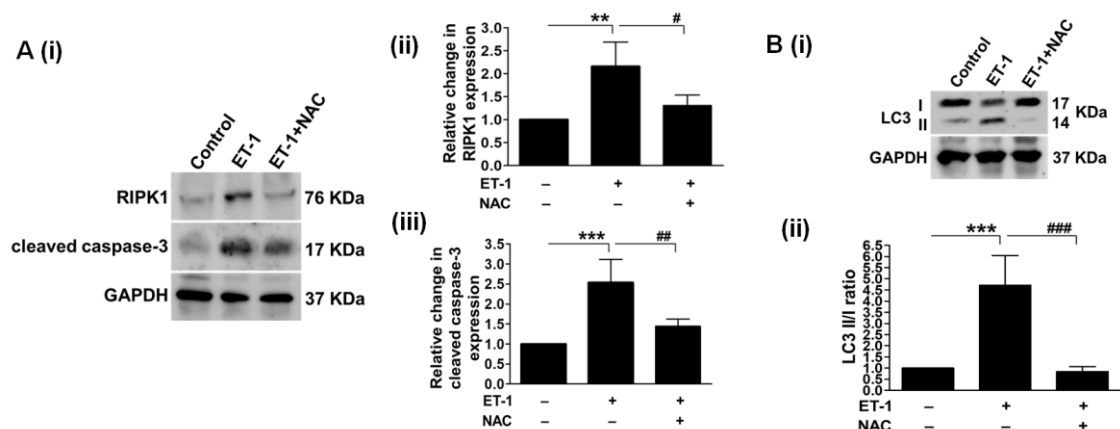 A (i)
Control
ET-1
ET-1+NAC
RIPK1 76 KDa
cleaved caspase-3 17 KDa
GAPDH 37 KDa
(ii)
Relative change in
RIPK1 expression
3.0
2.5
2.0
1.5
1.0
0.5
0.0
** #
ET-1 – + +
NAC +
(iii)
Relative change in
cleaved caspase-3
expression
3.5
3.0
2.5
2.0
1.5
1.0
0.5
0.0
*** ##
ET-1 – + +
NAC +
B (i)
Control
ET-1
ET-1+NAC
LC3
I 17
II 14
KDa
GAPDH 37 KDa
(ii)
LC3 II/I ratio
6.5
6.0
5.5
5.0
4.5
4.0
3.5
3.0
2.5
2.0
1.5
1.0
0.5
0.0
*** ###
ET-1 – + +
NAC +